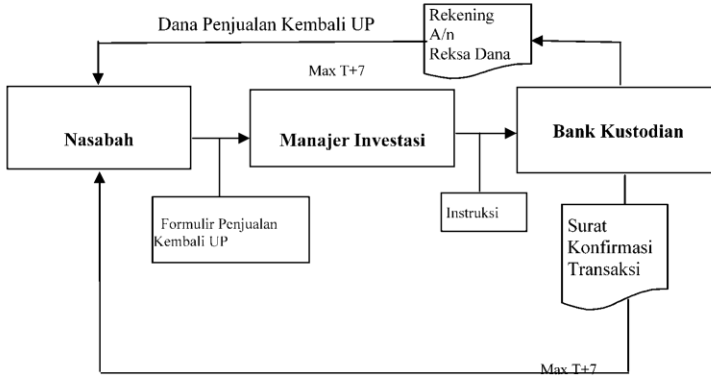 Dana Penjualan Kembali UP
Rekening
A/n
Reksa Dana
Max T+7
Nasabah
Manajer Investasi
Bank Kustodian
Formulir Penjualan
Kembali UP
Instruksi
Surat
Konfirmasi
Transaksi
Max T+7